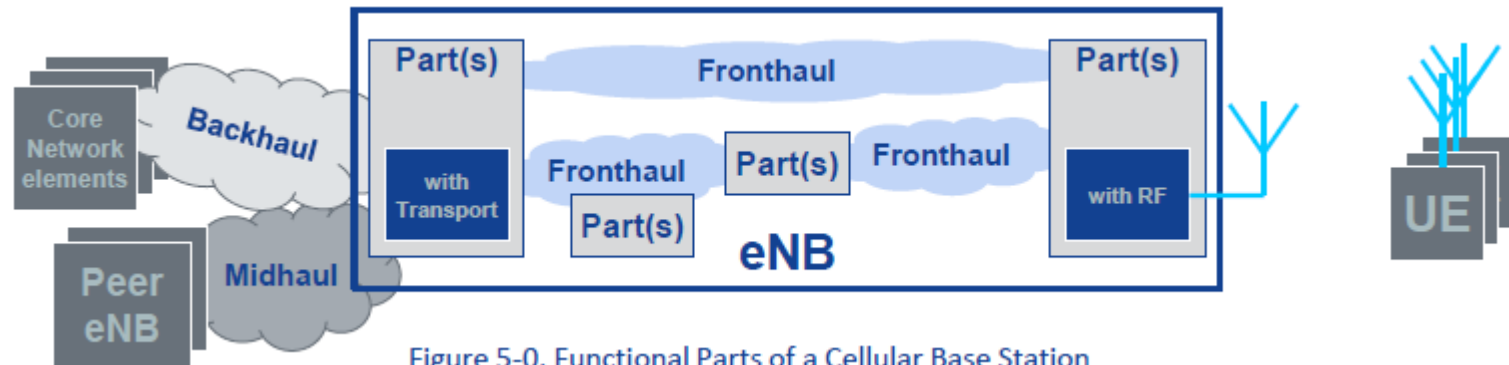 Core
Network
elements
Backhaul
Peer
eNB
Midhaul
Part(s)
with
Transport
Fronthaul
Fronthaul
Part(s)
Part(s)
Fronthaul
eNB
Part(s)
with RF
UE
Figure 5-0. Functional Parts of a Cellular Base Station